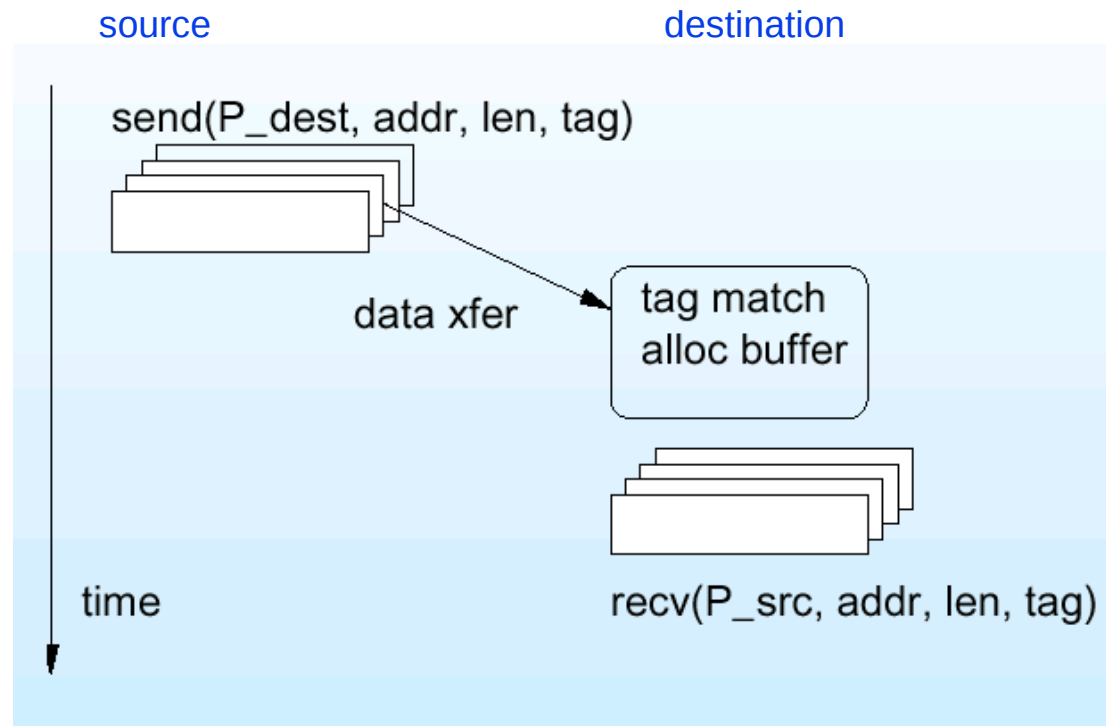 source
destination
send(P_dest, addr, len, tag)
data xfer
tag match
alloc buffer
time
recv(P_src, addr, len, tag)